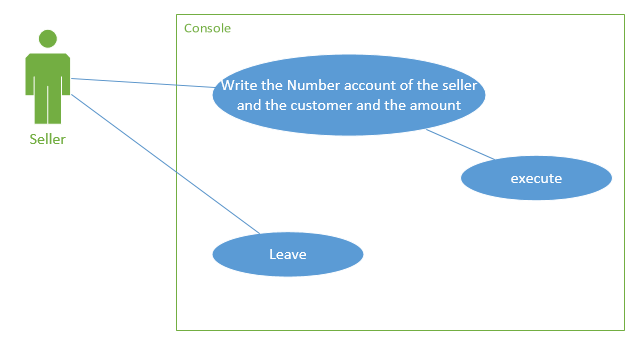 Console
Write the Number account of the seller
and the customer and the amount
Seller
execute
Leave